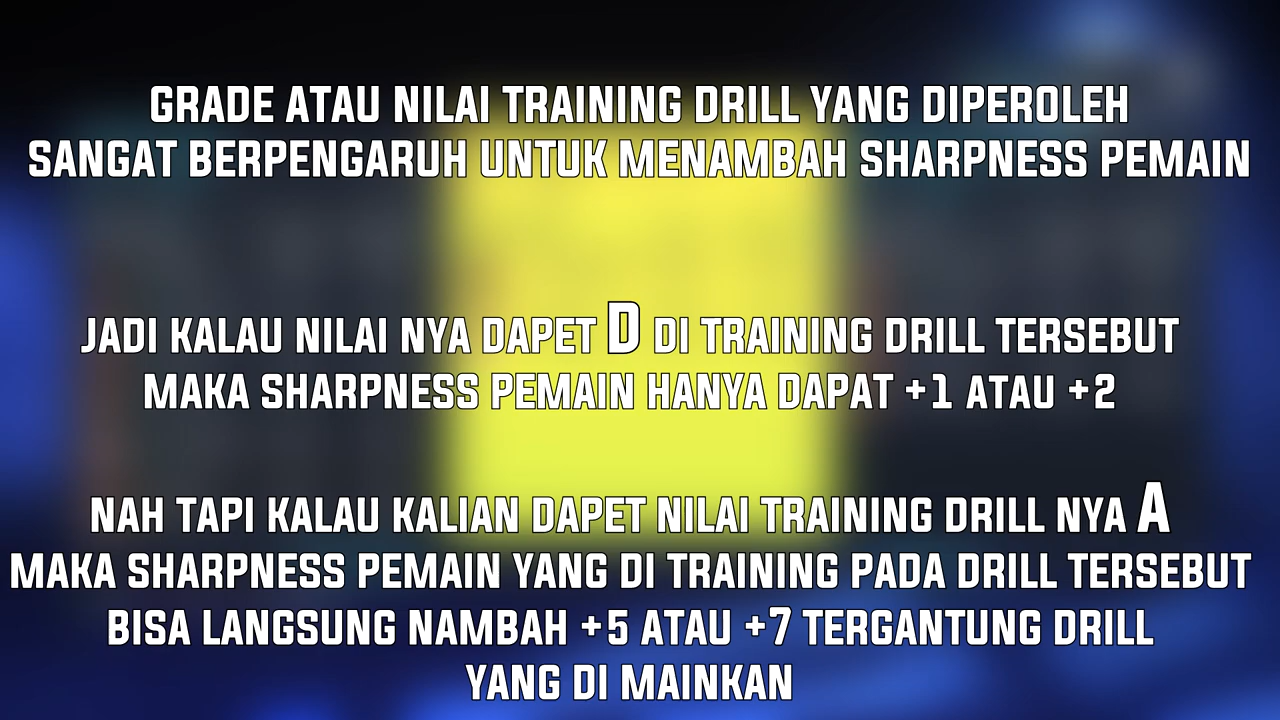 GRADE ATAU NILAI TRAINING DRILL YANG DIPEROLEH
SANGAT BERPENGARUH UNTUK MENAMBAH SHARPNESS PEMAIN
JADI KALAU NILAI NYA DAPET D DI TRAINING DRILL TERSEBUT
MAKA SHARPNESS PEMAIN HANYA DAPAT +1 ATAU +2
NAH TAPI KALAU KALIAN DAPET NILAI TRAINING DRILL NYA A
MAKA SHARPNESS PEMAIN YANG DI TRAINING PADA DRILL TERSEBUT
BISA LANGSUNG NAMBAH +5 ATAU +7 TERGANTUNG DRILL
YANG DI MAINKAN